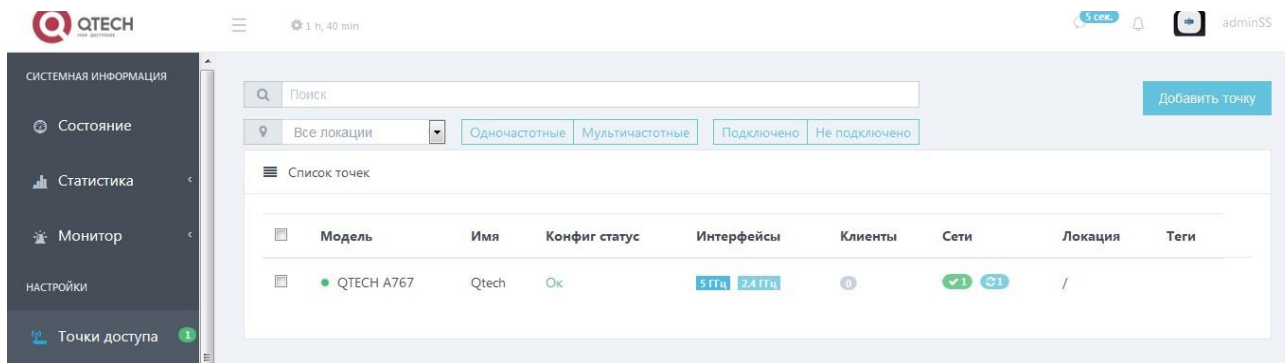 QTECH
1 h, 40 min
5 сек.
adminSS
СИСТЕМНАЯ ИНФОРМАЦИЯ
Состояние
Статистика
Монитор
НАСТРОЙКИ
Точки доступа 1
Поиск
Добавить точку
Все локации
Одночастотные Мультичастотные Подключено Не подключено
Список точек
Модель Имя Конфиг статус Интерфейсы Клиенты Сети Локация Теги
QTECH A767 Qtech Ок 5 ГГц 2.4 ГГц 0 1 1 /